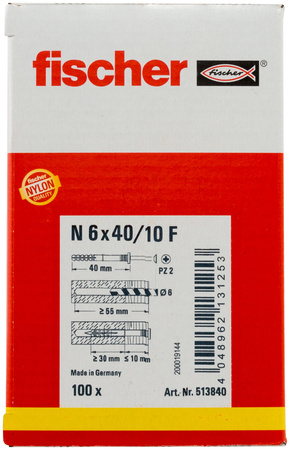 fischer
fischer
®
fischer
NYLON
QUALITY
N 6x40/10 F
40 mm
PZ 2
Ø 6
≥ 55 mm
≥ 30 mm ≤ 10 mm
Made in Germany
100 x
Art. Nr. 513840
200019144
4 048962 131253